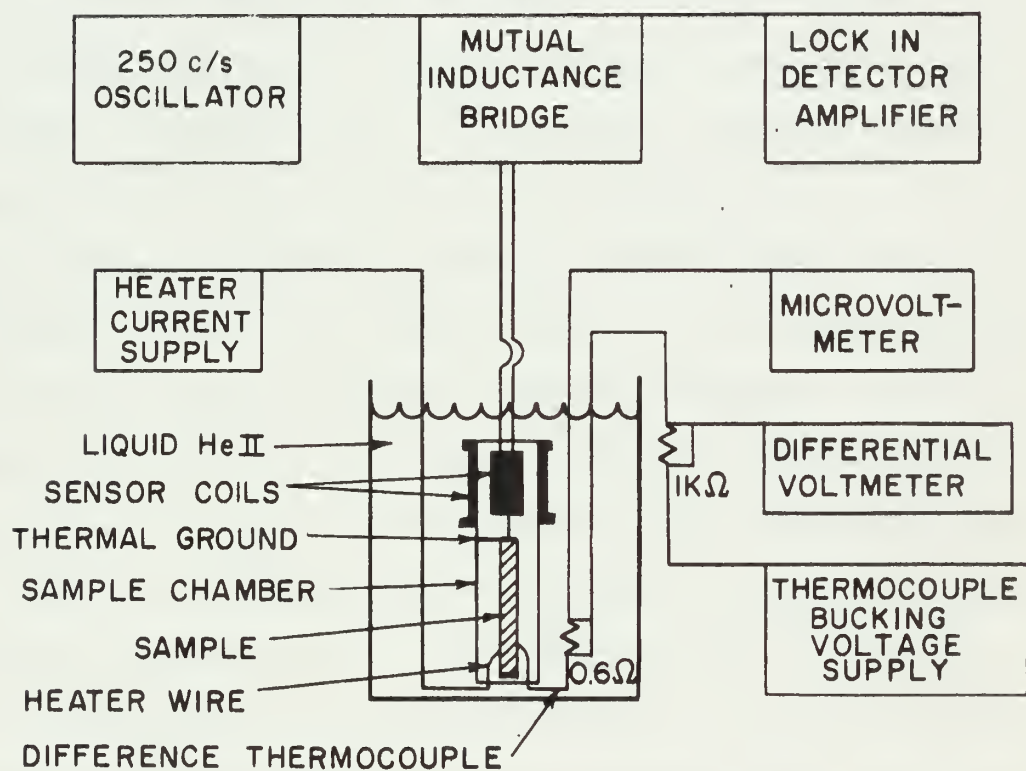 250 c/s
OSCILLATOR
MUTUAL
INDUCTANCE
BRIDGE
LOCK IN
DETECTOR
AMPLIFIER
HEATER
CURRENT
SUPPLY
MICROVOLT-
METER
LIQUID He II
SENSOR COILS
THERMAL GROUND
SAMPLE CHAMBER
SAMPLE
HEATER WIRE
DIFFERENCE THERMOCOUPLE
0.6Ω
1KΩ
DIFFERENTIAL
VOLTMETER
THERMOCOUPLE
BUCKING
VOLTAGE
SUPPLY